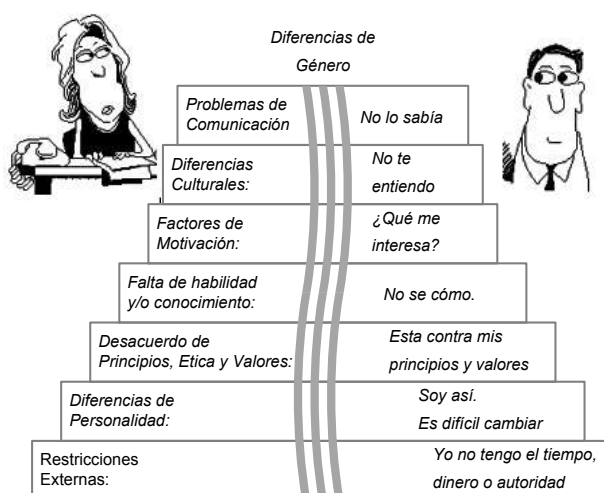 Diferencias de
Género
Problemas de
Comunicación
No lo sabía
Diferencias
Culturales:
No te
entiendo
Factores de
Motivación:
¿Qué me
interesa?
Falta de habilidad
y/o conocimiento:
No se cómo.
Desacuerdo de
Principios, Etica y Valores:
Esta contra mis
principios y valores
Diferencias de
Personalidad:
Soy así.
Es difícil cambiar
Restricciones
Externas:
Yo no tengo el tiempo,
dinero o autoridad